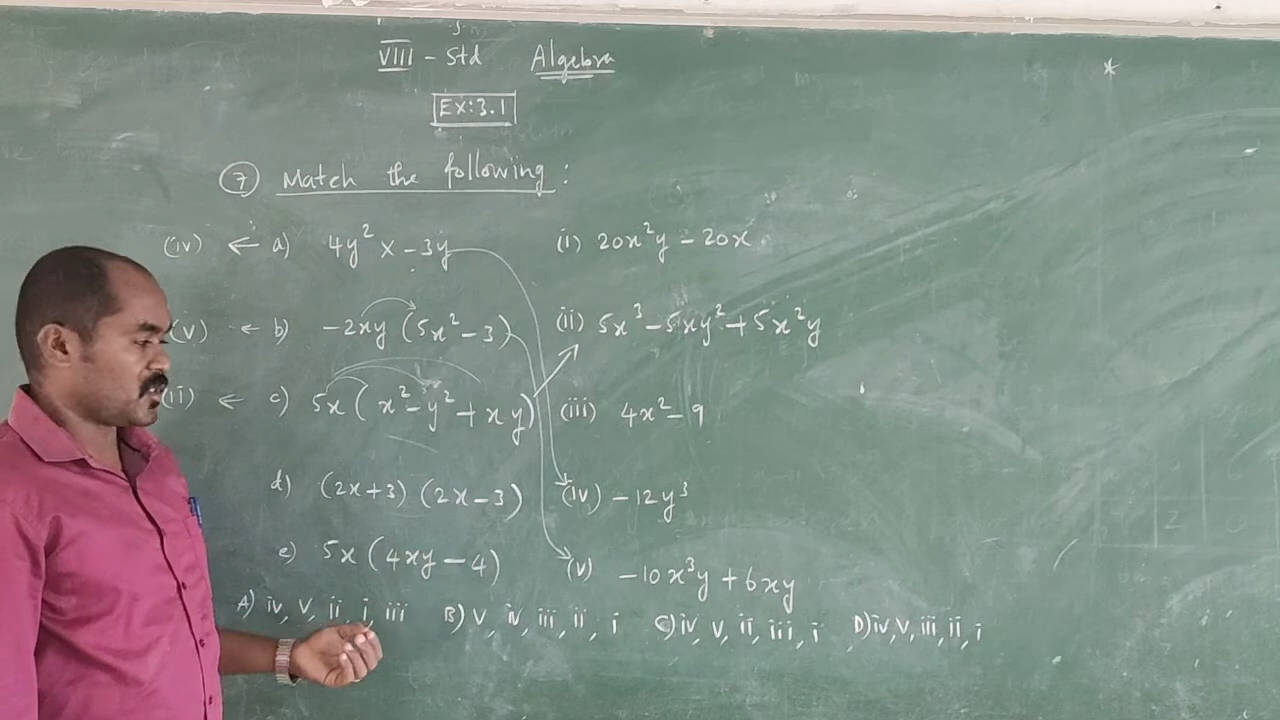 VIII - Std Algebra
Ex: 3.1
7 Match the following :
(iv) ← a) 4y² × -3y (i) 20x²y - 20x
(v) ← b) -2xy (5x² - 3) (ii) 5x³ - 5xy² + 5x²y
(ii) ← c) 5x (x² - y² + xy) (iii) 4x² - 9
d) (2x+3) (2x-3) (iv) -12y³
e) 5x (4xy - 4) (v) -10x³y + 6xy
A) iv, v, ii, i, iii B) v, iv, iii, ii, i C) iv, v, ii, iii, i D) iv, v, iii, ii, i